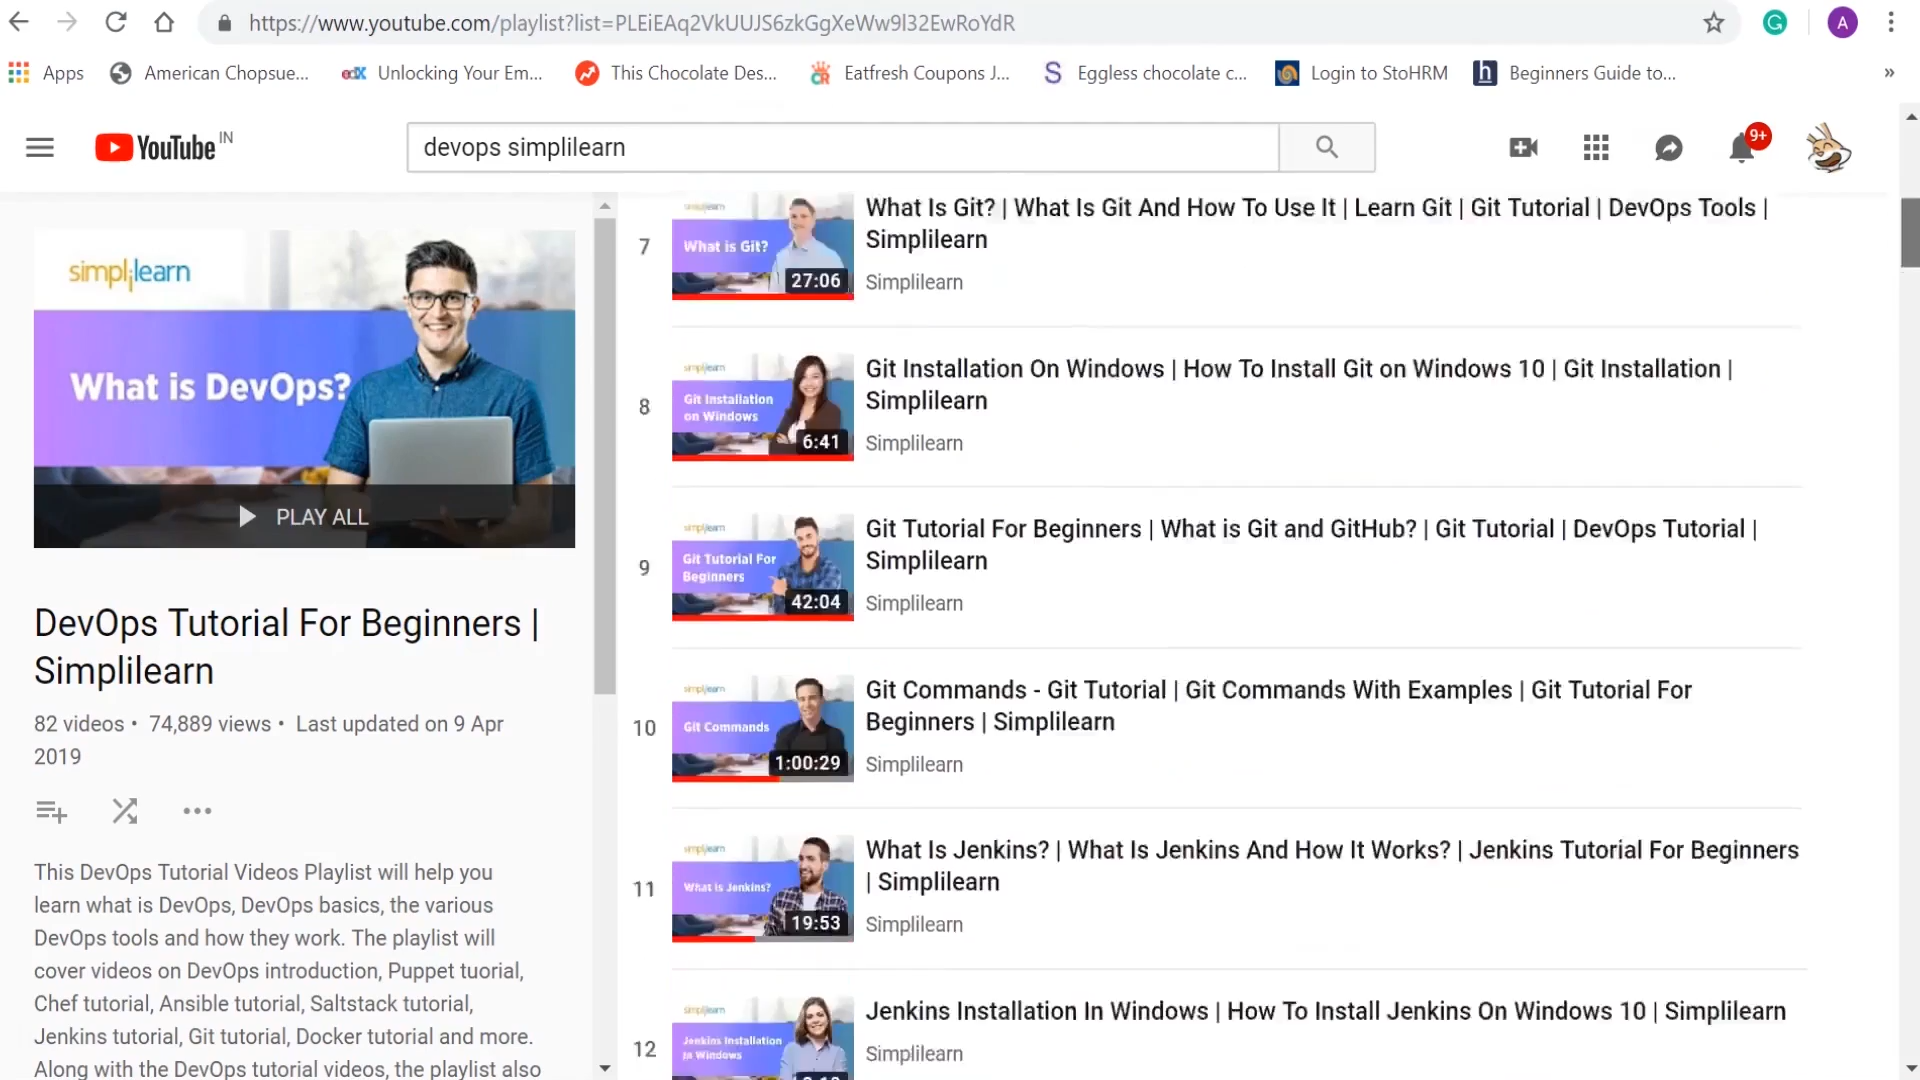 https://www.youtube.com/playlist?list=PLEiEAq2VkUUJS6zkGgXeWw9l32EwRoYdR
A
Apps
American Chopsue...
edX
Unlocking Your Em...
This Chocolate Des...
CR
Eatfresh Coupons J...
S
Eggless chocolate c...
Login to StoHRM
h
Beginners Guide to...
»
YouTube IN
devops simplilearn
9+
simplilearn
What is DevOps?
PLAY ALL
DevOps Tutorial For Beginners |
Simplilearn
82 videos • 74,889 views • Last updated on 9 Apr
2019
This DevOps Tutorial Videos Playlist will help you
learn what is DevOps, DevOps basics, the various
DevOps tools and how they work. The playlist will
cover videos on DevOps introduction, Puppet tuorial,
Chef tutorial, Ansible tutorial, Saltstack tutorial,
Jenkins tutorial, Git tutorial, Docker tutorial and more.
Along with the DevOps tutorial videos, the playlist also
7
simplilearn
What is Git?
27:06
What Is Git? | What Is Git And How To Use It | Learn Git | Git Tutorial | DevOps Tools |
Simplilearn
Simplilearn
8
simplilearn
Git Installation
on Windows
6:41
Git Installation On Windows | How To Install Git on Windows 10 | Git Installation |
Simplilearn
Simplilearn
9
simplilearn
Git Tutorial For
Beginners
42:04
Git Tutorial For Beginners | What is Git and GitHub? | Git Tutorial | DevOps Tutorial |
Simplilearn
Simplilearn
10
simplilearn
Git Commands
1:00:29
Git Commands - Git Tutorial | Git Commands With Examples | Git Tutorial For
Beginners | Simplilearn
Simplilearn
11
simplilearn
What is Jenkins?
19:53
What Is Jenkins? | What Is Jenkins And How It Works? | Jenkins Tutorial For Beginners
| Simplilearn
Simplilearn
12
simplilearn
Jenkins Installation
in Windows
Jenkins Installation In Windows | How To Install Jenkins On Windows 10 | Simplilearn
Simplilearn